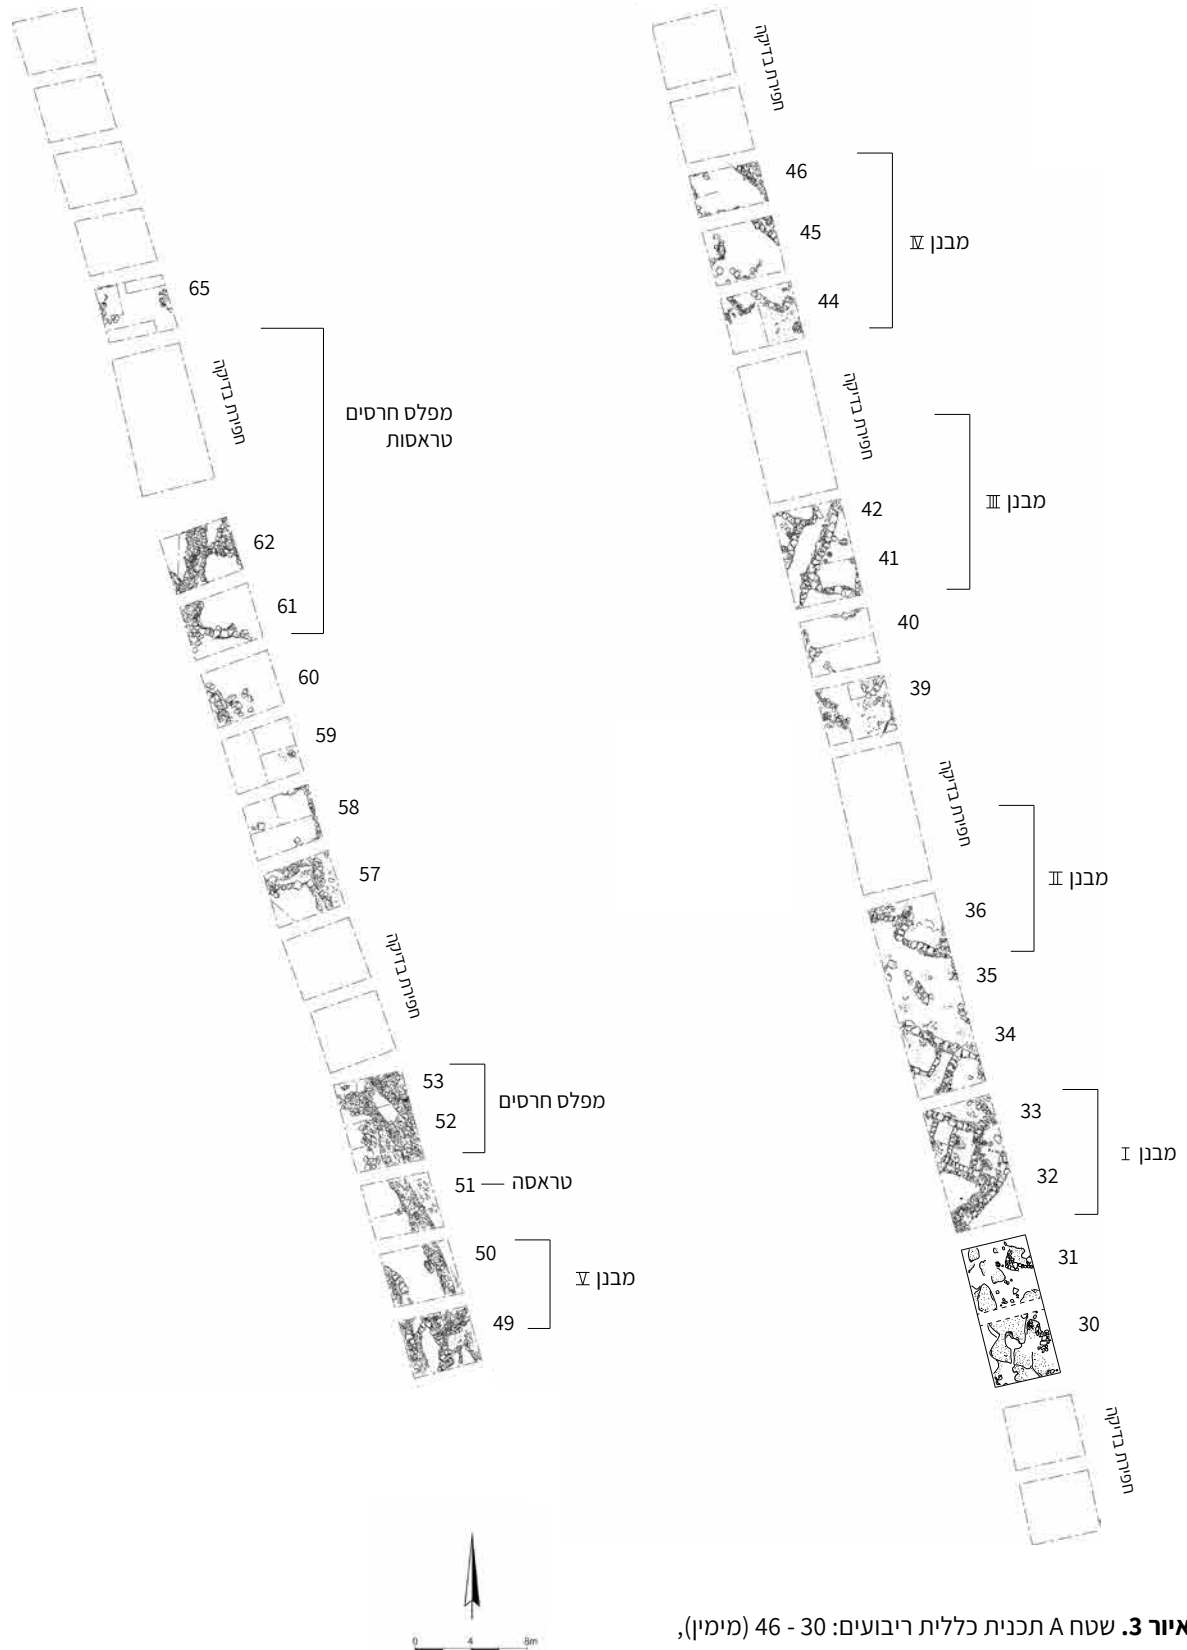 חפירת בדיקה
46
45
מבנן IV
44
חפירת בדיקה
42
מבנן III
41
40
39
חפירת בדיקה
36
מבנן II
35
34
33
מבנן I
32
31
30
חפירת בדיקה
65
חפירת בדיקה
מפלס חרסים
טראסות
62
61
60
59
58
57
חפירת בדיקה
53
מפלס חרסים
52
51 — טראסה
50
מבנן V
49
0 4 8m
איור 3. שטח A תכנית כללית ריבועים: 30 - 46 (מימין),